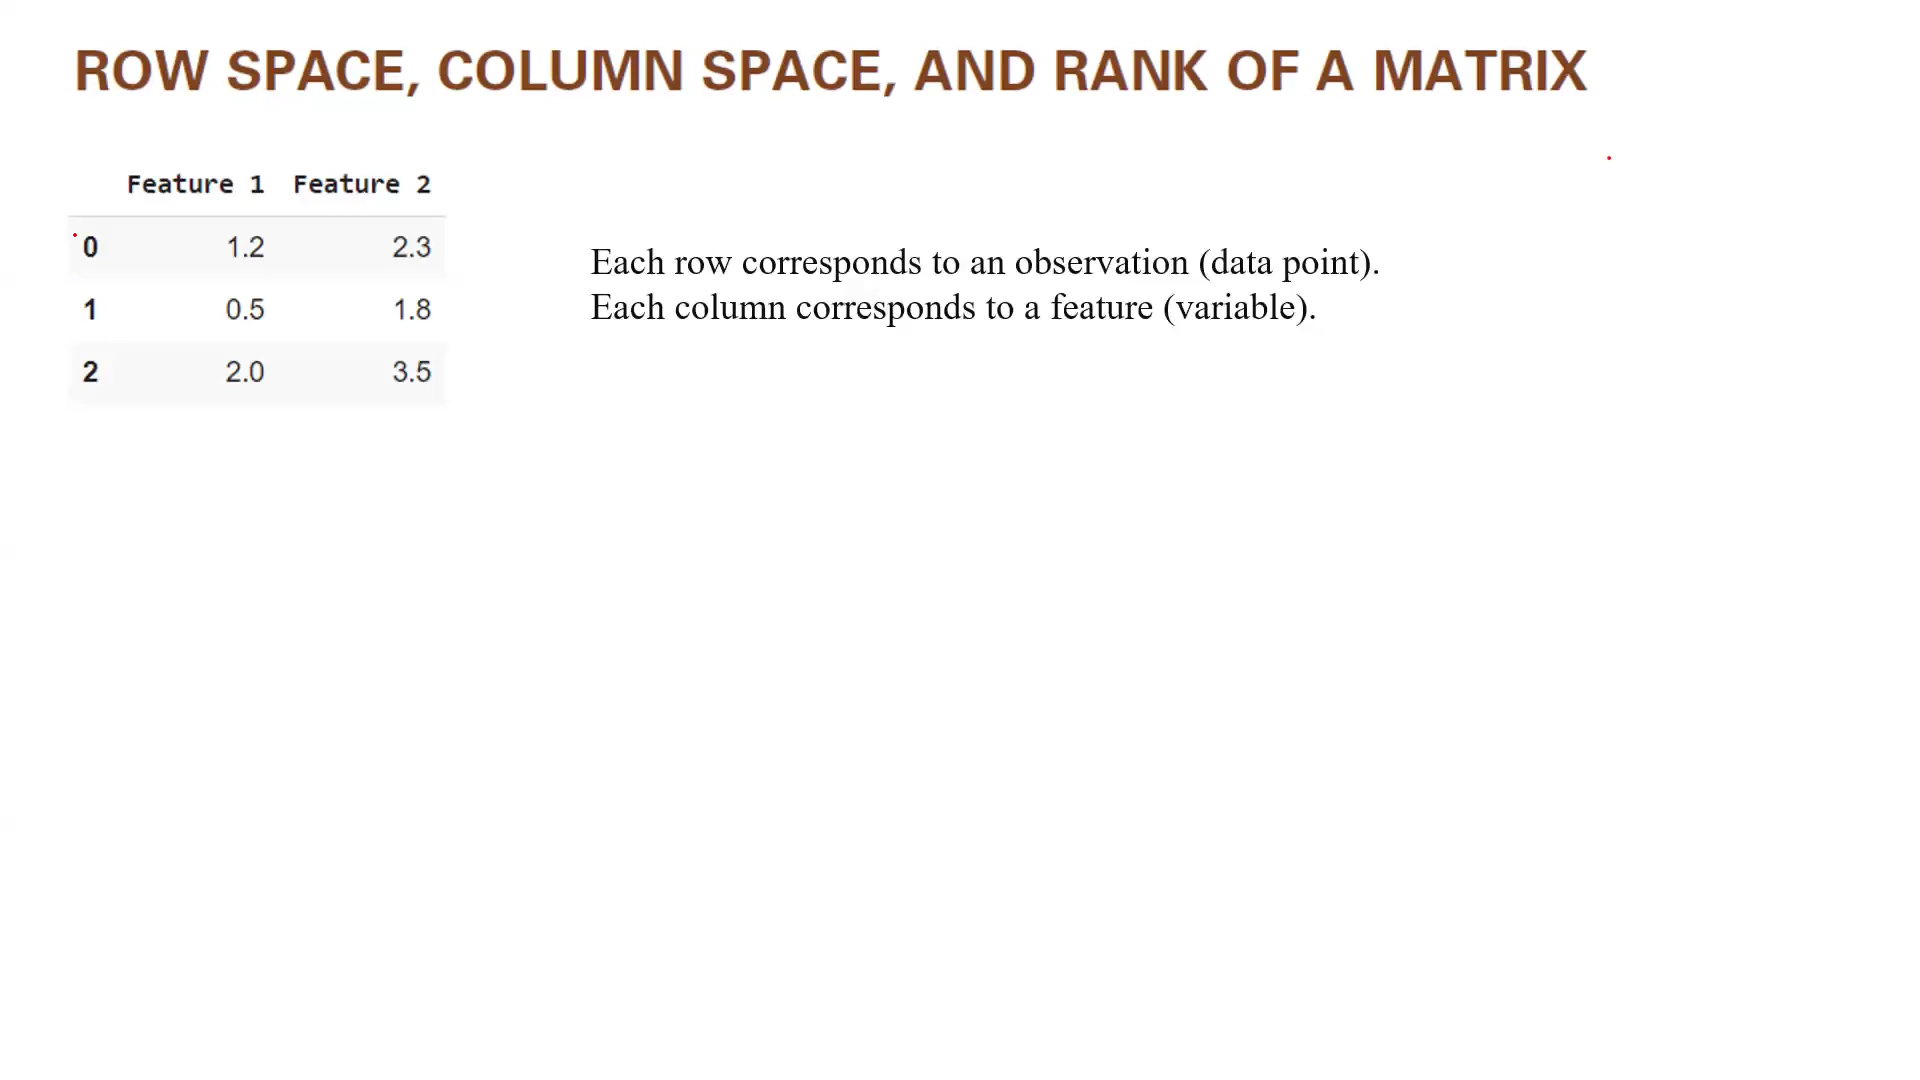 ROW SPACE, COLUMN SPACE, AND RANK OF A MATRIX
Feature 1 Feature 2
0 1.2 2.3
1 0.5 1.8
2 2.0 3.5
Each row corresponds to an observation (data point).
Each column corresponds to a feature (variable).